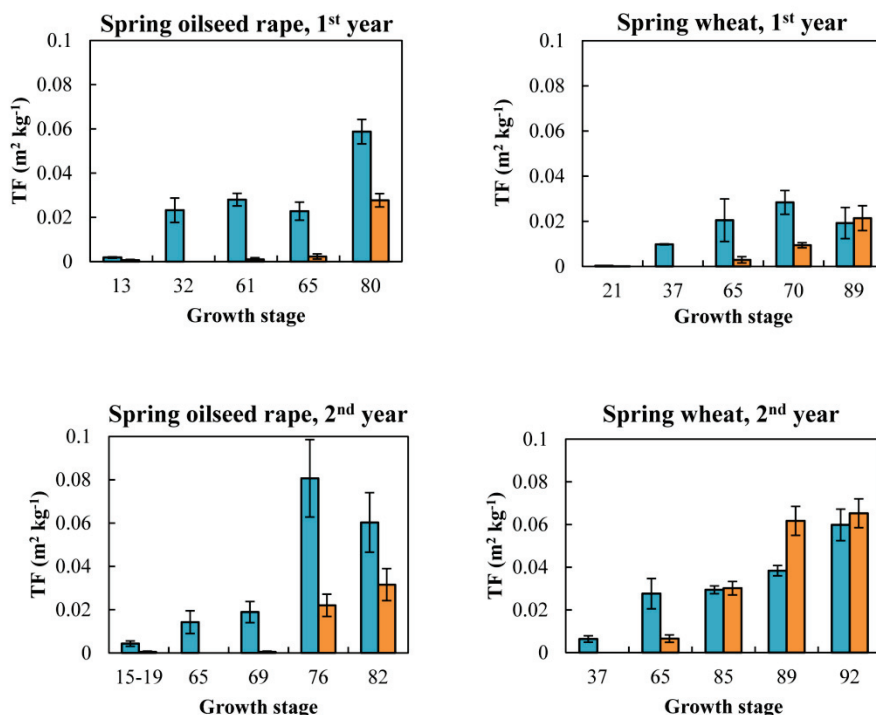 Spring oilseed rape, 1st year
0.1
0.08
0.06
0.04
0.02
0
TF (m² kg⁻¹)
13 32 61 65 80
Growth stage
Spring wheat, 1st year
0.1
0.08
0.06
0.04
0.02
0
TF (m² kg⁻¹)
21 37 65 70 89
Growth stage
Spring oilseed rape, 2nd year
0.1
0.08
0.06
0.04
0.02
0
TF (m² kg⁻¹)
15-19 65 69 76 82
Growth stage
Spring wheat, 2nd year
0.1
0.08
0.06
0.04
0.02
0
TF (m² kg⁻¹)
37 65 85 89 92
Growth stage